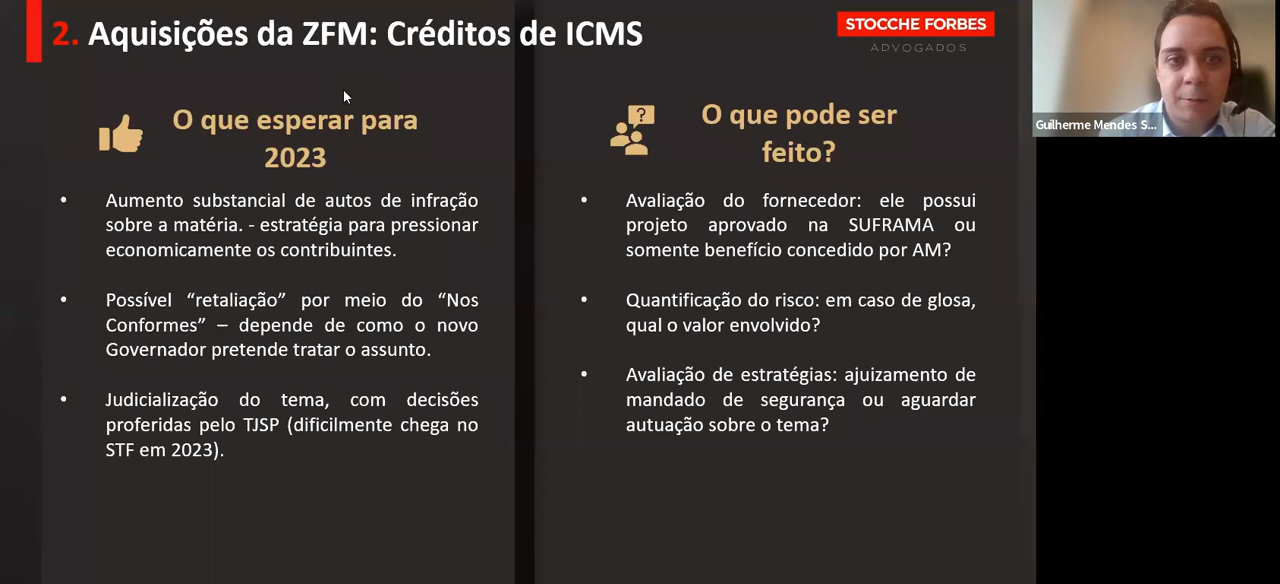 2. Aquisições da ZFM: Créditos de ICMS
STOCCHE FORBES
ADVOGADOS
Guilherme Mendes S...
O que esperar para
2023
• Aumento substancial de autos de infração
sobre a matéria. - estratégia para pressionar
economicamente os contribuintes.
• Possível “retaliação” por meio do “Nos
Conformes” – depende de como o novo
Governador pretende tratar o assunto.
• Judicialização do tema, com decisões
proferidas pelo TJSP (dificilmente chega no
STF em 2023).
?
O que pode ser
feito?
• Avaliação do fornecedor: ele possui
projeto aprovado na SUFRAMA ou
somente benefício concedido por AM?
• Quantificação do risco: em caso de glosa,
qual o valor envolvido?
• Avaliação de estratégias: ajuizamento de
mandado de segurança ou aguardar
autuação sobre o tema?